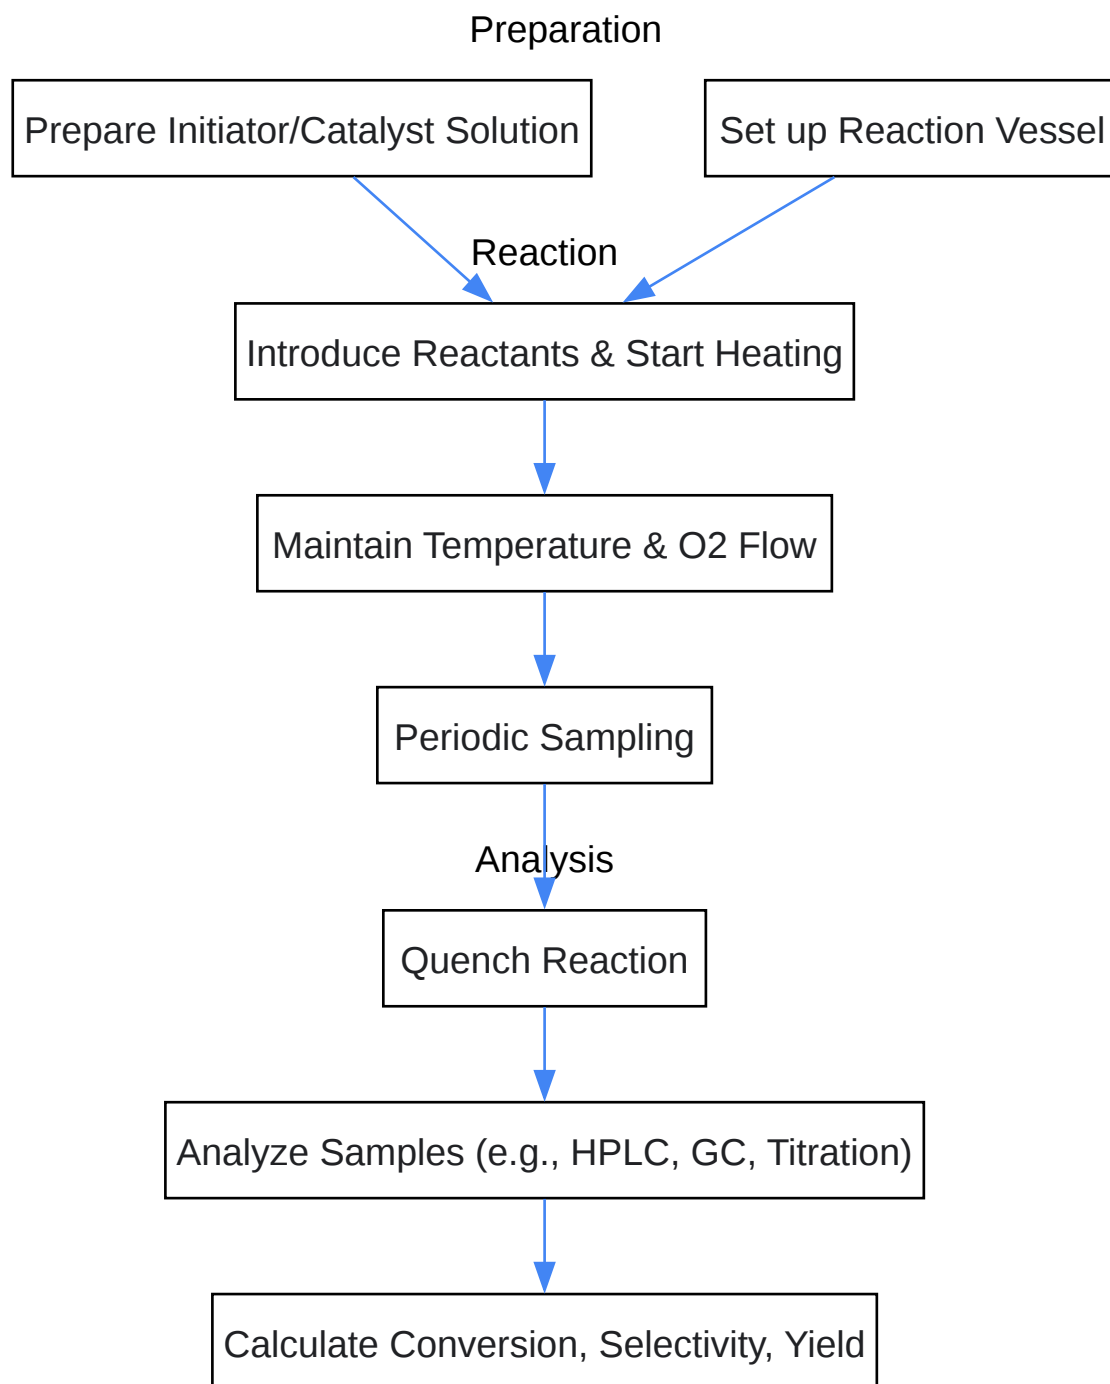 Preparation
Prepare Initiator/Catalyst Solution
Set up Reaction Vessel
Reaction
Introduce Reactants & Start Heating
Maintain Temperature & O2 Flow
Periodic Sampling
Analysis
Quench Reaction
Analyze Samples (e.g., HPLC, GC, Titration)
Calculate Conversion, Selectivity, Yield